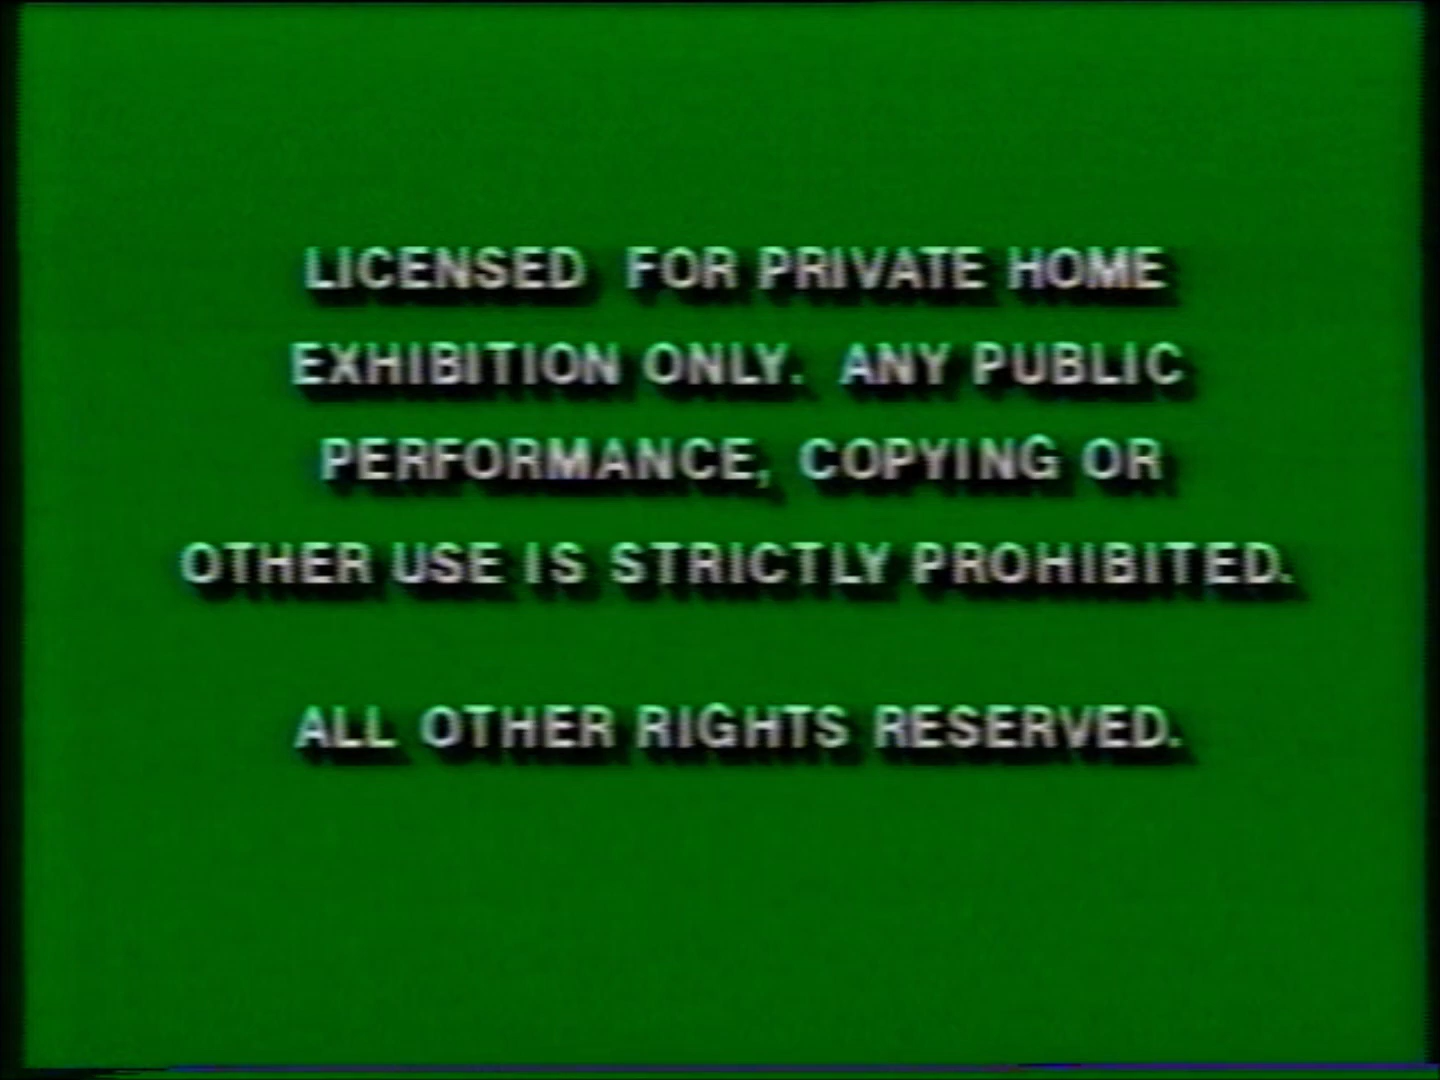 LICENSED FOR PRIVATE HOME
EXHIBITION ONLY. ANY PUBLIC
PERFORMANCE, COPYING OR
OTHER USE IS STRICTLY PROHIBITED.
ALL OTHER RIGHTS RESERVED.